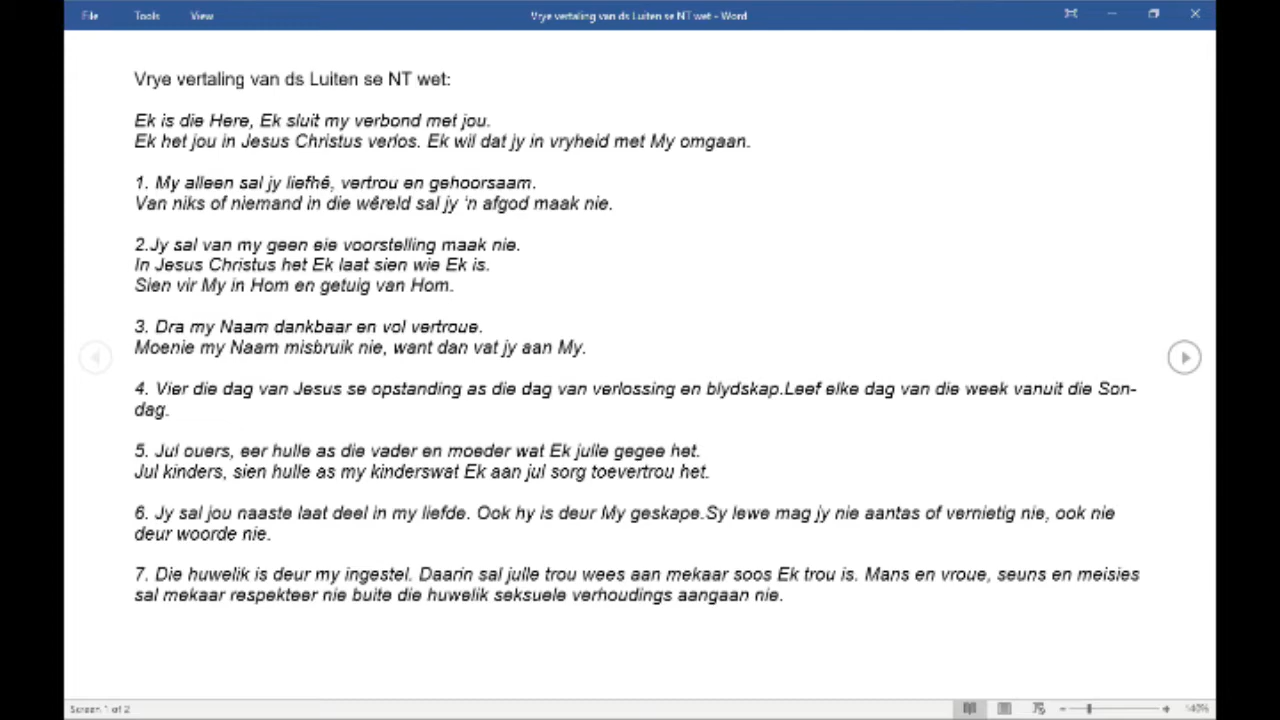 File Tools View Vrye vertaling van ds Luiten se NT wet - Word
Vrye vertaling van ds Luiten se NT wet:
Ek is die Here, Ek sluit my verbond met jou.
Ek het jou in Jesus Christus verlos. Ek wil dat jy in vryheid met My omgaan.
1. My alleen sal jy liefhê, vertrou en gehoorsaam.
Van niks of niemand in die wêreld sal jy 'n afgod maak nie.
2.Jy sal van my geen eie voorstelling maak nie.
In Jesus Christus het Ek laat sien wie Ek is.
Sien vir My in Hom en getuig van Hom.
3. Dra my Naam dankbaar en vol vertroue.
Moenie my Naam misbruik nie, want dan vat jy aan My.
4. Vier die dag van Jesus se opstanding as die dag van verlossing en blydskap.Leef elke dag van die week vanuit die Son-
dag.
5. Jul ouers, eer hulle as die vader en moeder wat Ek julle gegee het.
Jul kinders, sien hulle as my kinderswat Ek aan jul sorg toevertrou het.
6. Jy sal jou naaste laat deel in my liefde. Ook hy is deur My geskape.Sy lewe mag jy nie aantas of vernietig nie, ook nie
deur woorde nie.
7. Die huwelik is deur my ingestel. Daarin sal julle trou wees aan mekaar soos Ek trou is. Mans en vroue, seuns en meisies
sal mekaar respekteer nie buite die huwelik seksuele verhoudings aangaan nie.
Screen 1 of 2 140%